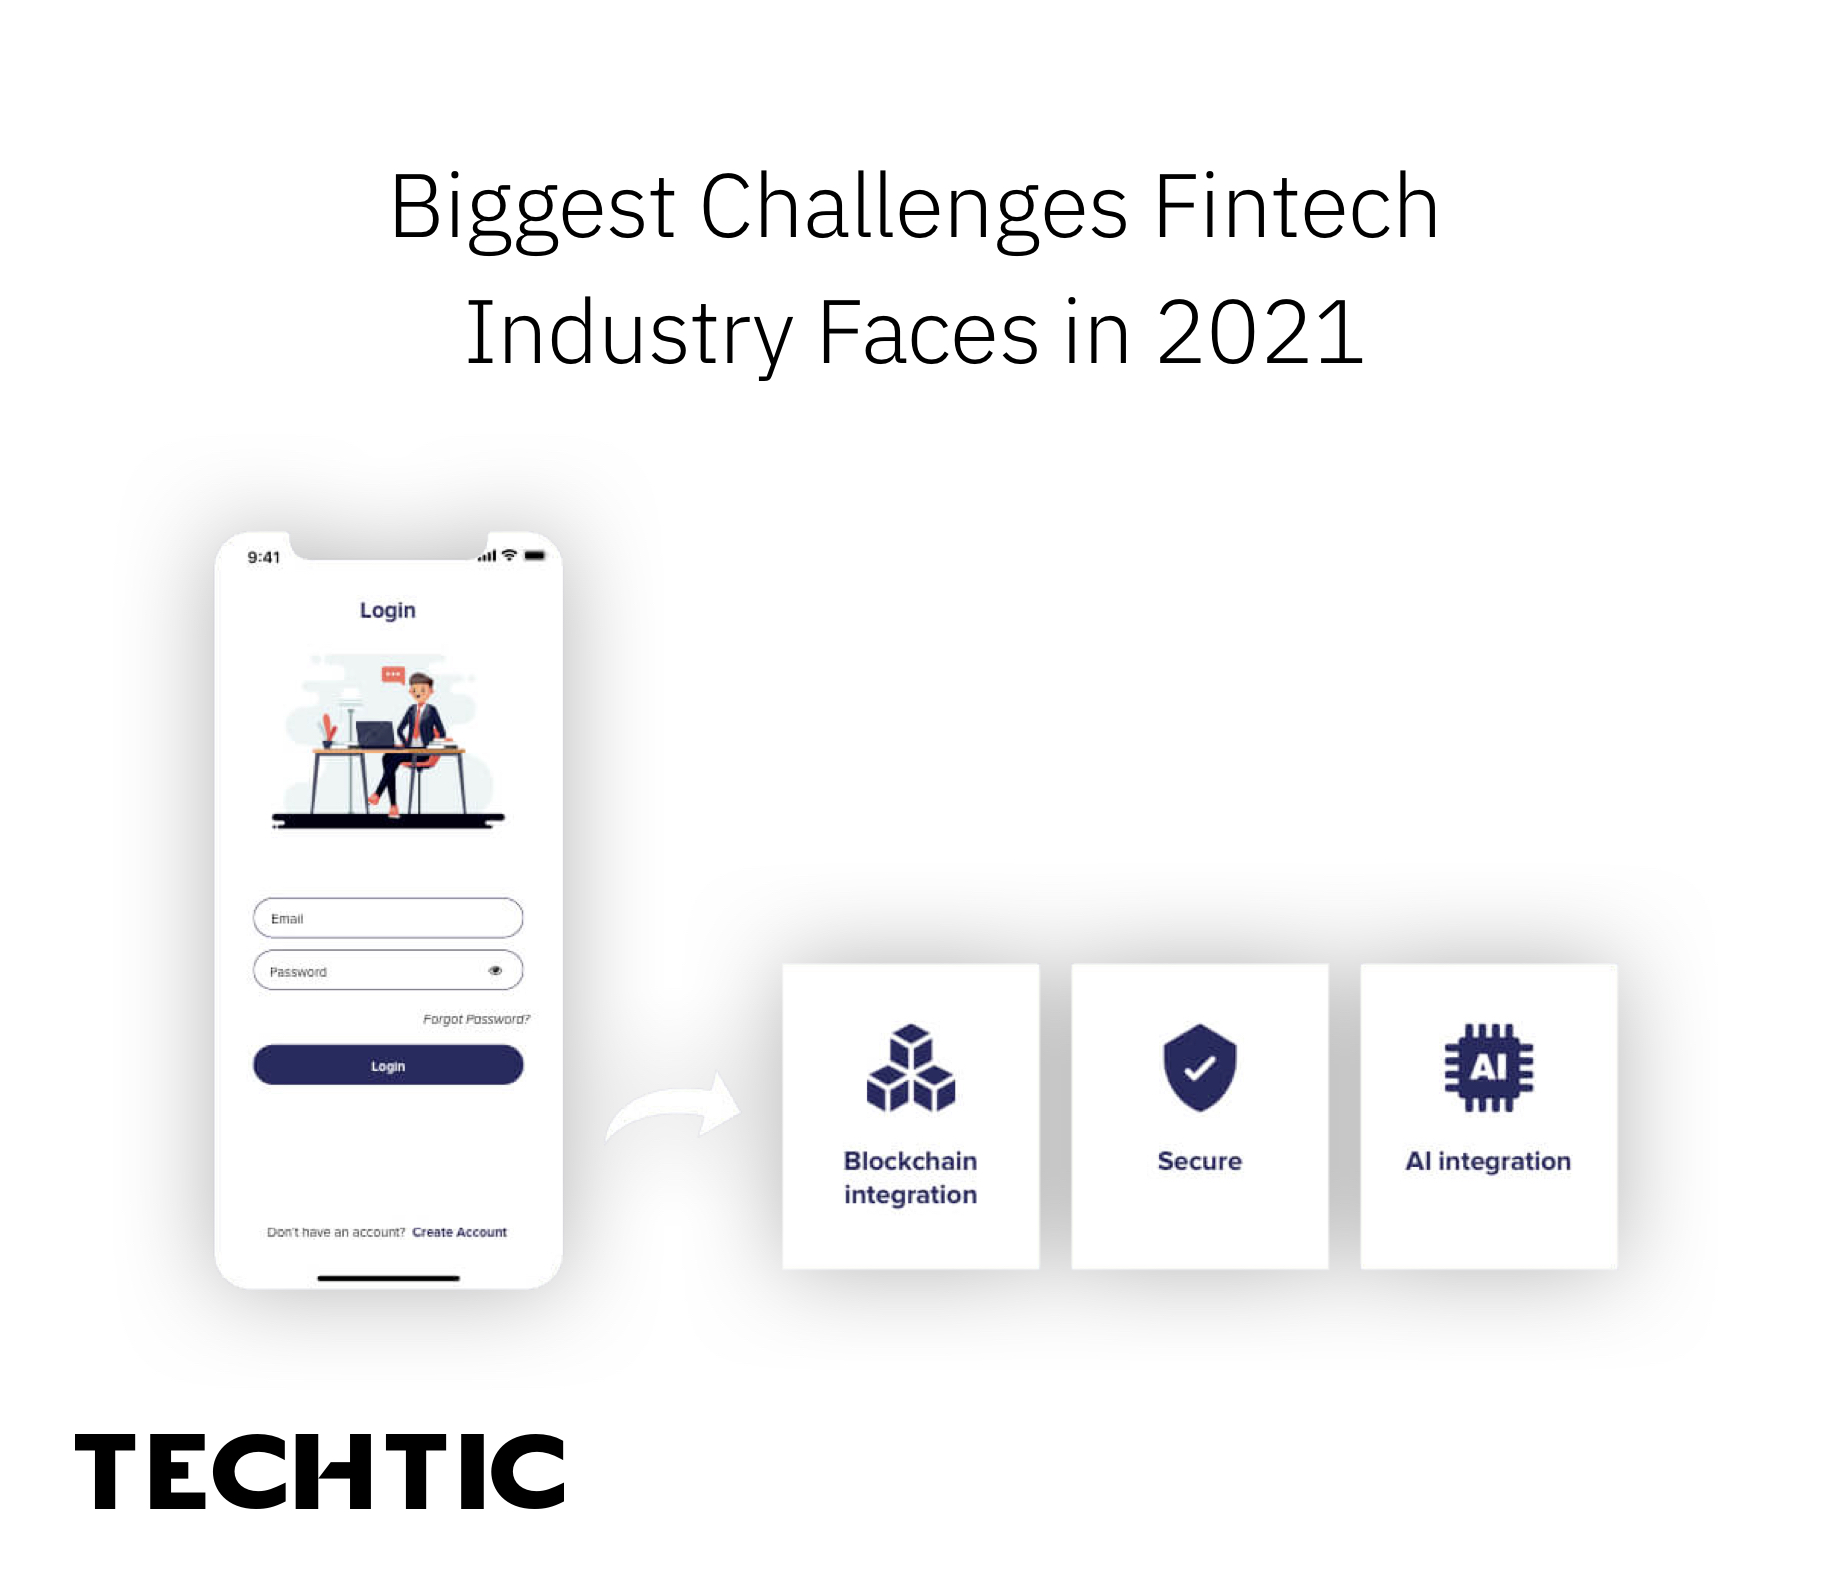 Biggest Challenges Fintech
Industry Faces in 2021
9:41
Login
Email
Password
Forgot Password?
Login
Don't have an account? Create Account
Blockchain
integration
Secure
AI
AI integration
TECHTIC